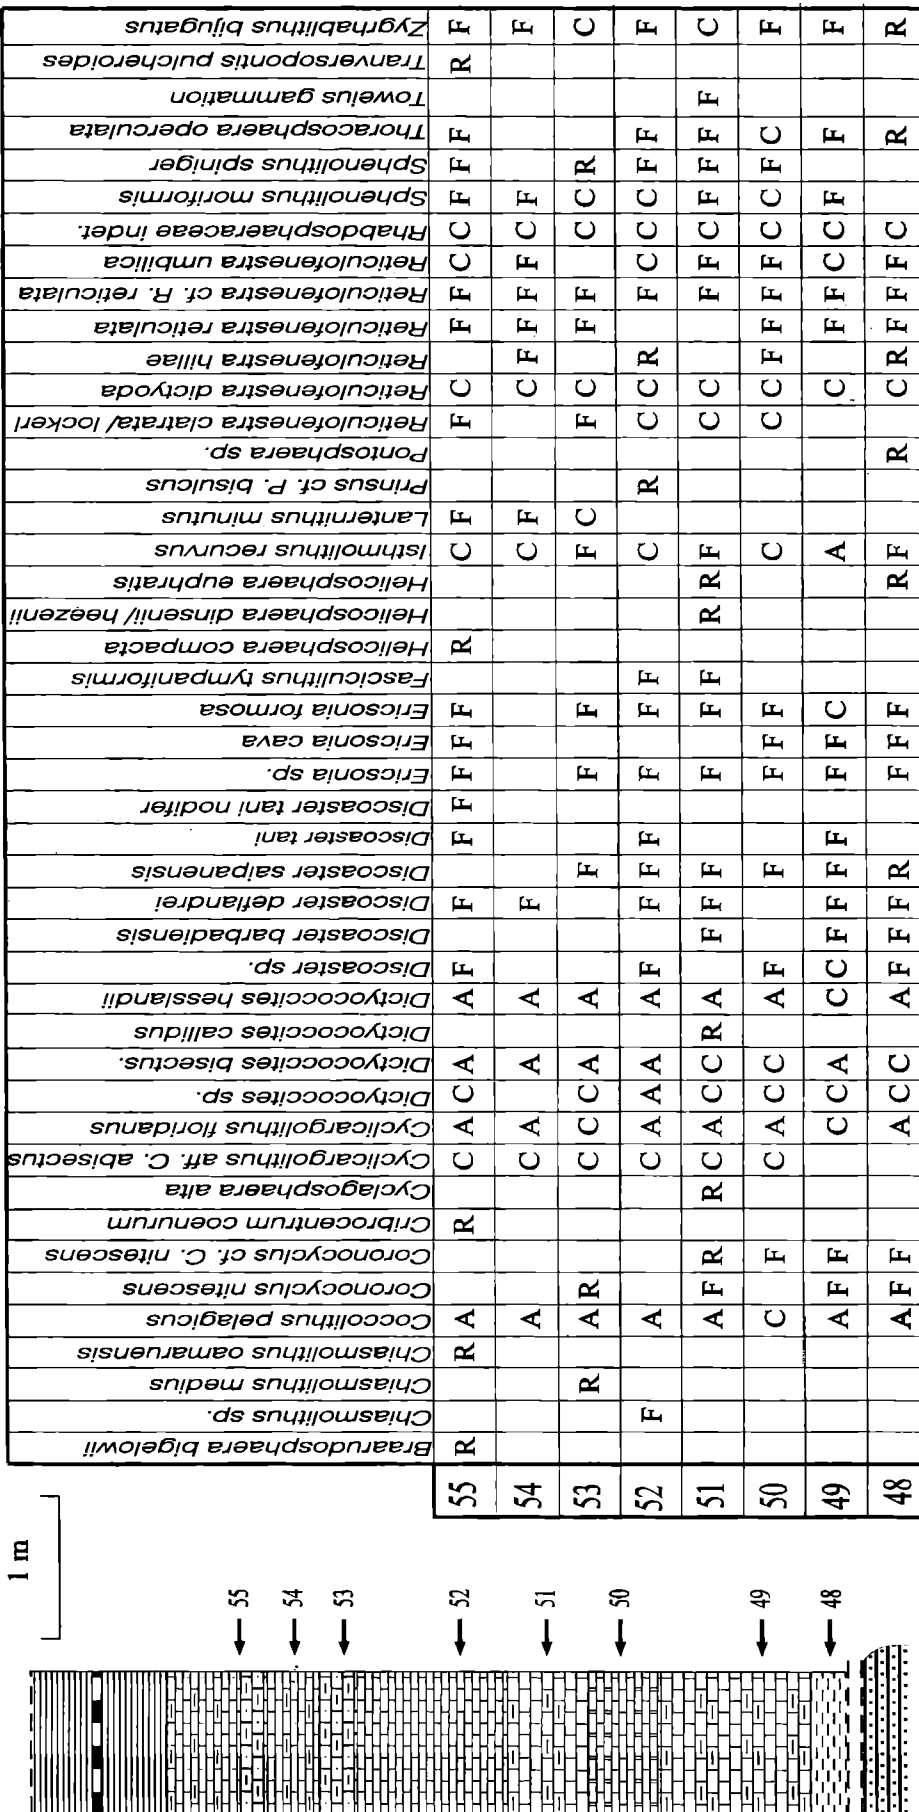 Zygrhablithus bijugatus F F C F C F F R
Tranversopontis pulcheroides R
Toweius gammation F
Thoracosphaera operculata F F F C F R
Sphenolithus spiniger F R F F F
Sphenolithus moriformis F F C C F C F
Rhabdosphaeraceae indet. C C C C C C C C
Reticulofenestra umbilica C F C F F C F
Reticulofenestra cf. R. reticulata F F F F F F F F
Reticulofenestra reticulata F F F F F F
Reticulofenestra hillae F R F R
Reticulofenestra dictyoda C C C C C C C C
Reticulofenestra clatrata/ lockeri F F C C C
Pontosphaera sp. R
Prinsus cf. P. bisulcus R
Lanternithus minutus F F C
Isthmolithus recurvus C C F C F C A F
Helicosphaera euphratis R R
Helicosphaera dinsenii/ heezenii R
Helicosphaera compacta R
Fasciculithus tympaniformis F F
Ericsonia formosa F F F F F C F
Ericsonia cava F F F F
Ericsonia sp. F F F F F F F
Discoaster tani nodifer F
Discoaster tani F F F
Discoaster saipanensis F F F F F R
Discoaster deflandrei F F F F F F
Discoaster barbadiensis F F F
Discoaster sp. F F F C F
Dictyococcites hesslandii A A A A A A C A
Dictyococcites callidus R
Dictyococcites bisectus. A A A A C C A C
Dictyococcites sp. C C A C C C C
Cyclicargolithus floridanus A A C A A A C A
Cyclicargolithus aff. C. abisectus C C C C C C
Cyclagosphaera alta R
Cribrocentrum coenurum R
Coronocyclus cf. C. nitescens R F F F
Coronocyclus nitescens R F F F
Coccolithus pelagicus A A A A A C A A
Chiasmolithus oamaruensis R
Chiasmolithus medius R
Chiasmolithus sp. F
Braarudosphaera bigelowii R
55 54 53 52 51 50 49 48
1 m
55 54 53 52 51 50 49 48